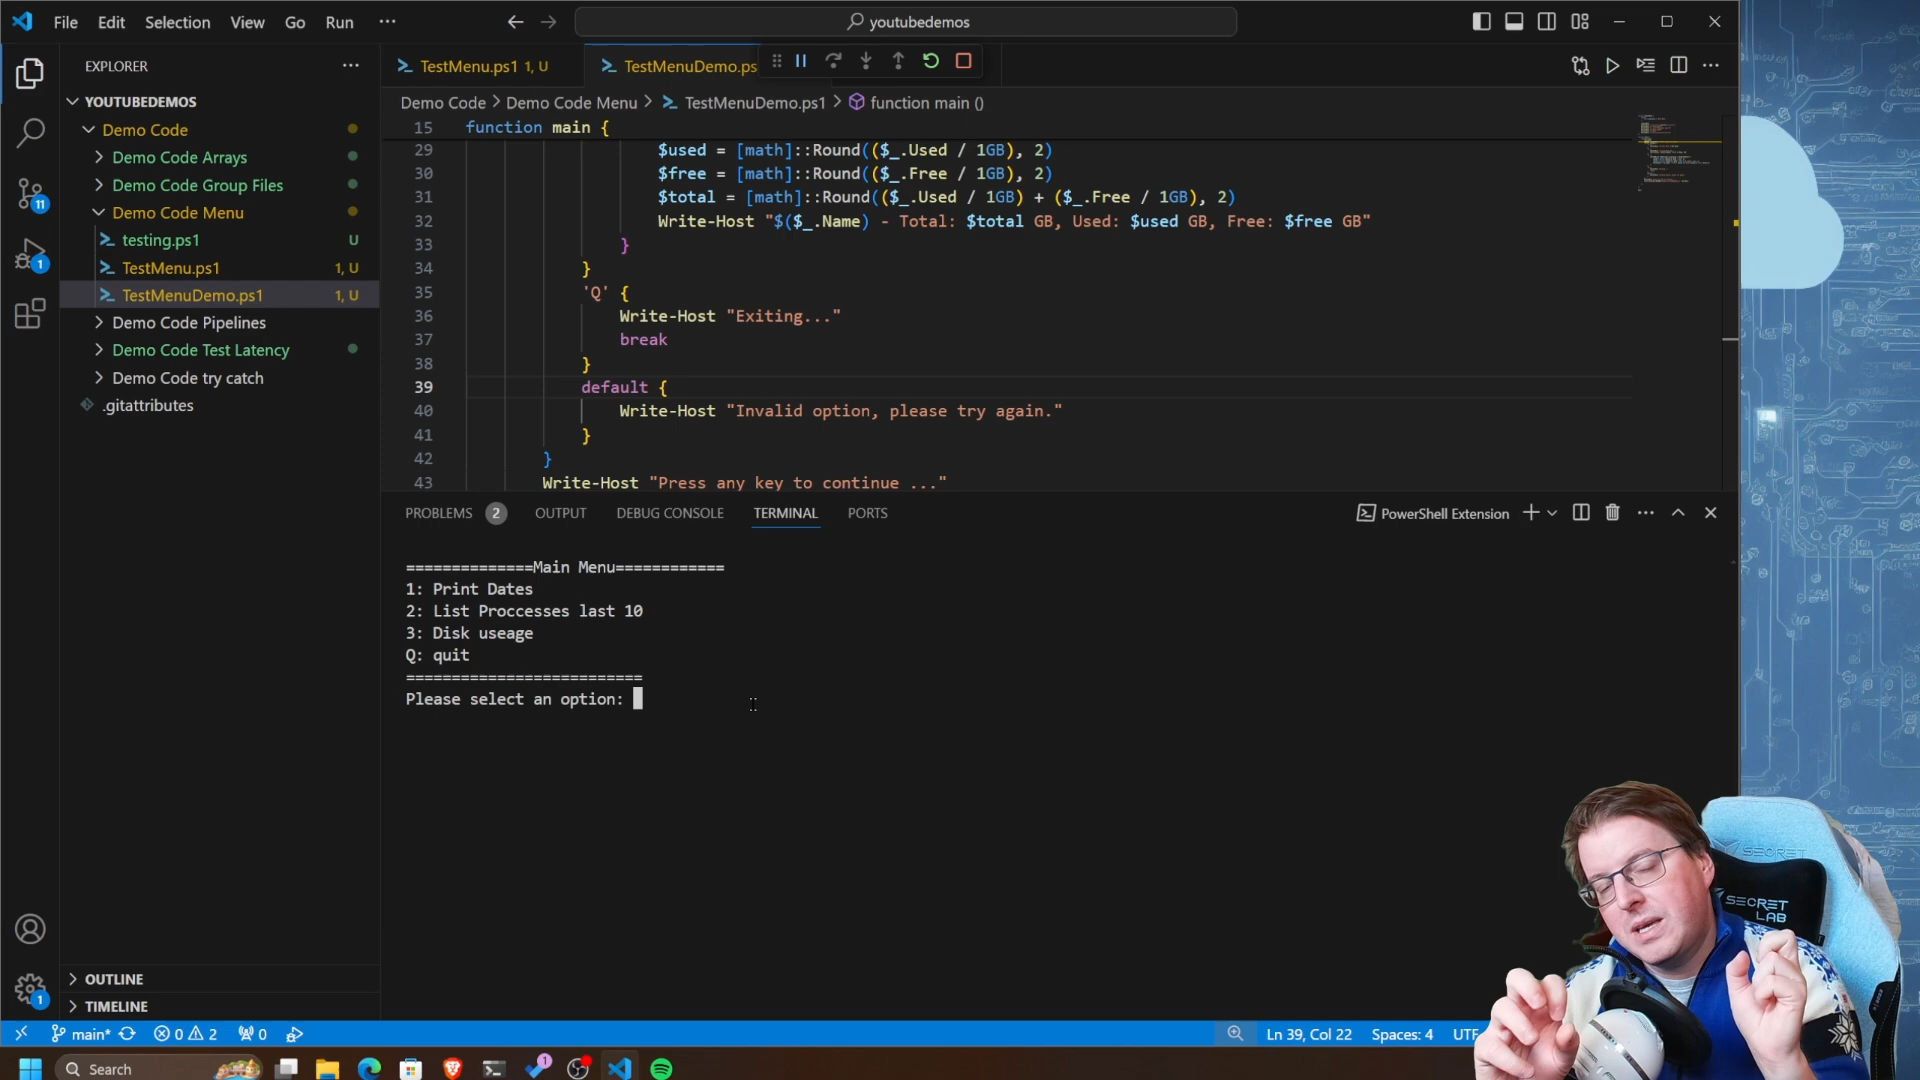 File Edit Selection View Go Run ... youtubedemos
EXPLORER
TestMenu.ps1 1, U
TestMenuDemo.ps
YOUTUBEDEMOS
Demo Code
Demo Code Arrays
Demo Code Group Files
Demo Code Menu
testing.ps1 U
TestMenu.ps1 1, U
TestMenuDemo.ps1 1, U
Demo Code Pipelines
Demo Code Test Latency
Demo Code try catch
.gitattributes
OUTLINE
TIMELINE
11
1
1
Demo Code > Demo Code Menu > TestMenuDemo.ps1 > function main ()
15 function main {
29 $used = [math]::Round(($_.Used / 1GB), 2)
30 $free = [math]::Round(($_.Free / 1GB), 2)
31 $total = [math]::Round(($_.Used / 1GB) + ($_.Free / 1GB), 2)
32 Write-Host "$($_.Name) - Total: $total GB, Used: $used GB, Free: $free GB"
33 }
34 }
35 'Q' {
36 Write-Host "Exiting..."
37 break
38 }
39 default {
40 Write-Host "Invalid option, please try again."
41 }
42 }
43 Write-Host "Press any key to continue ..."
PROBLEMS 2 OUTPUT DEBUG CONSOLE TERMINAL PORTS
PowerShell Extension
==============Main Menu============
1: Print Dates
2: List Proccesses last 10
3: Disk useage
Q: quit
==========================
Please select an option:
SECRET
SECRET
LAB
main* 0 2 0
Ln 39, Col 22 Spaces: 4 UTF
Search
1